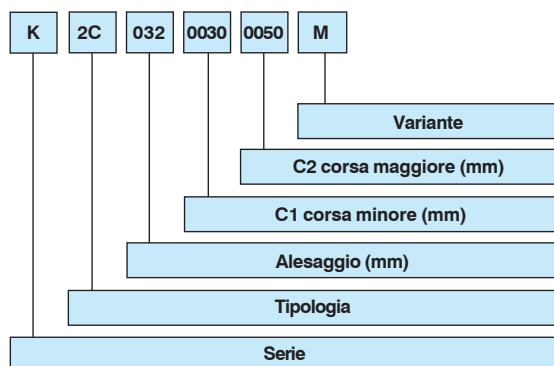 K 2C 032 0030 0050 M
Variante
C2 corsa maggiore (mm)
C1 corsa minore (mm)
Alesaggio (mm)
Tipologia
Serie